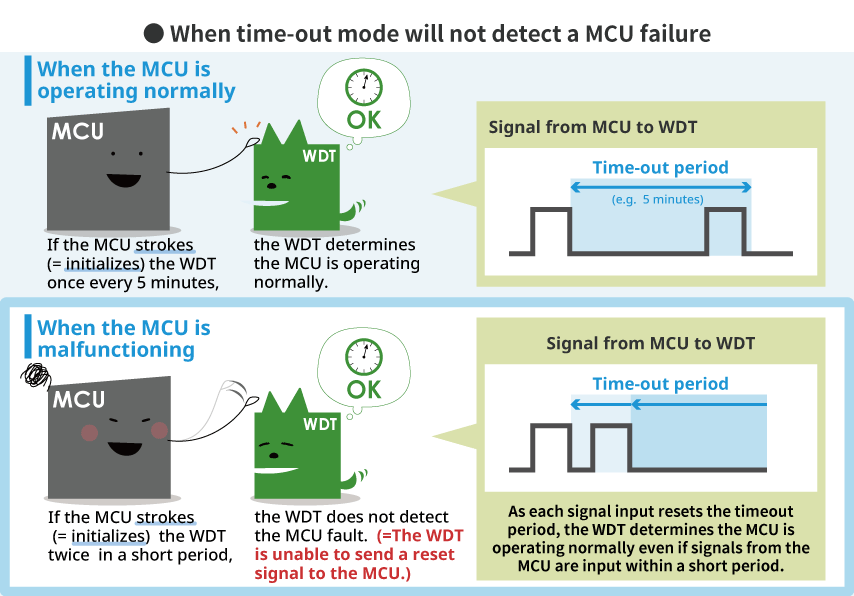 ● When time-out mode will not detect a MCU failure
When the MCU is
operating normally
MCU
WDT
OK
If the MCU strokes
(= initializes) the WDT
once every 5 minutes,
the WDT determines
the MCU is operating
normally.
Signal from MCU to WDT
Time-out period
(e.g. 5 minutes)
When the MCU is
malfunctioning
MCU
WDT
OK
If the MCU strokes
(= initializes) the WDT
twice in a short period,
the WDT does not detect
the MCU fault. (=The WDT
is unable to send a reset
signal to the MCU.)
Signal from MCU to WDT
Time-out period
As each signal input resets the timeout
period, the WDT determines the MCU is
operating normally even if signals from the
MCU are input within a short period.